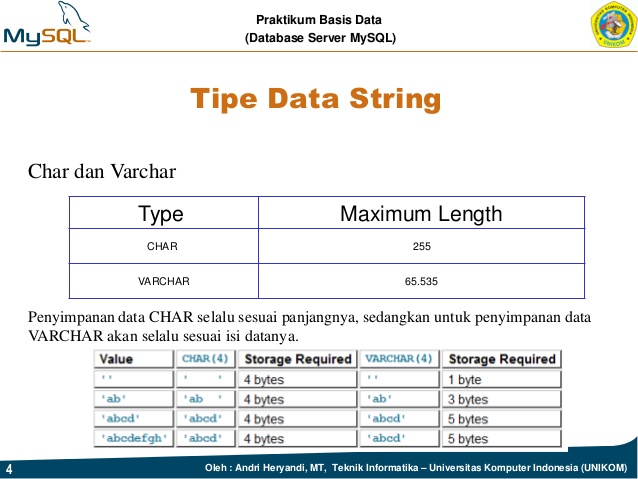 Praktikum Basis Data
(Database Server MySQL)
MySQL
UNIKOM
Tipe Data String
Char dan Varchar
Type Maximum Length
CHAR 255
VARCHAR 65.535
Penyimpanan data CHAR selalu sesuai panjangnya, sedangkan untuk penyimpanan data
VARCHAR akan selalu sesuai isi datanya.
Value CHAR(4) Storage Required VARCHAR(4) Storage Required
'' '    ' 4 bytes '' 1 byte
'ab' 'ab  ' 4 bytes 'ab' 3 bytes
'abcd' 'abcd' 4 bytes 'abcd' 5 bytes
'abcdefgh' 'abcd' 4 bytes 'abcd' 5 bytes
4 Oleh : Andri Heryandi, MT, Teknik Informatika – Universitas Komputer Indonesia (UNIKOM)